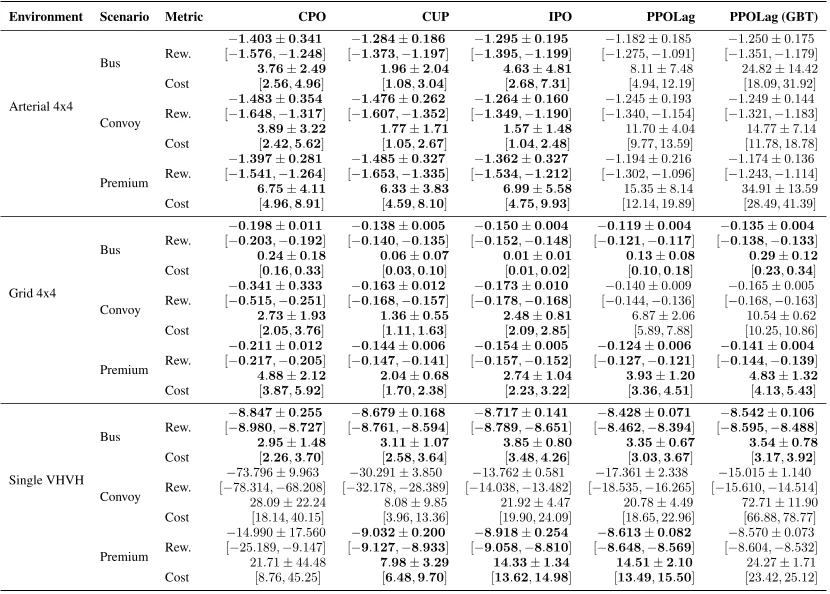 Environment Scenario Metric CPO CUP IPO PPOLag PPOLag (GBT)
−1.403 ± 0.341 −1.284 ± 0.186 −1.295 ± 0.195 −1.182 ± 0.185 −1.250 ± 0.175
Bus Rew. [−1.576, −1.248] [−1.373, −1.197] [−1.395, −1.199] [−1.275, −1.091] [−1.351, −1.179]
3.76 ± 2.49 1.96 ± 2.04 4.63 ± 4.81 8.11 ± 7.48 24.82 ± 14.42
Cost [2.56, 4.96] [1.08, 3.04] [2.68, 7.31] [4.94, 12.19] [18.09, 31.92]
Arterial 4x4 −1.483 ± 0.354 −1.476 ± 0.262 −1.264 ± 0.160 −1.245 ± 0.193 −1.249 ± 0.144
Convoy Rew. [−1.648, −1.317] [−1.607, −1.352] [−1.349, −1.190] [−1.340, −1.154] [−1.321, −1.183]
3.89 ± 3.22 1.77 ± 1.71 1.57 ± 1.48 11.70 ± 4.04 14.77 ± 7.14
Cost [2.42, 5.62] [1.05, 2.67] [1.04, 2.48] [9.77, 13.59] [11.78, 18.78]
−1.397 ± 0.281 −1.485 ± 0.327 −1.362 ± 0.327 −1.194 ± 0.216 −1.174 ± 0.136
Premium Rew. [−1.541, −1.264] [−1.653, −1.335] [−1.534, −1.212] [−1.302, −1.096] [−1.243, −1.114]
6.75 ± 4.11 6.33 ± 3.83 6.99 ± 5.58 15.35 ± 8.14 34.91 ± 13.59
Cost [4.96, 8.91] [4.59, 8.10] [4.75, 9.93] [12.14, 19.89] [28.49, 41.39]
−0.198 ± 0.011 −0.138 ± 0.005 −0.150 ± 0.004 −0.119 ± 0.004 −0.135 ± 0.004
Bus Rew. [−0.203, −0.192] [−0.140, −0.135] [−0.152, −0.148] [−0.121, −0.117] [−0.138, −0.133]
0.24 ± 0.18 0.06 ± 0.07 0.01 ± 0.01 0.13 ± 0.08 0.29 ± 0.12
Cost [0.16, 0.33] [0.03, 0.10] [0.01, 0.02] [0.10, 0.18] [0.23, 0.34]
Grid 4x4 −0.341 ± 0.333 −0.163 ± 0.012 −0.173 ± 0.010 −0.140 ± 0.009 −0.165 ± 0.005
Convoy Rew. [−0.515, −0.251] [−0.168, −0.157] [−0.178, −0.168] [−0.144, −0.136] [−0.168, −0.163]
2.73 ± 1.93 1.36 ± 0.55 2.48 ± 0.81 6.87 ± 2.06 10.54 ± 0.62
Cost [2.05, 3.76] [1.11, 1.63] [2.09, 2.85] [5.89, 7.88] [10.25, 10.86]
−0.211 ± 0.012 −0.144 ± 0.006 −0.154 ± 0.005 −0.124 ± 0.006 −0.141 ± 0.004
Premium Rew. [−0.217, −0.205] [−0.147, −0.141] [−0.157, −0.152] [−0.127, −0.121] [−0.144, −0.139]
4.88 ± 2.12 2.04 ± 0.68 2.74 ± 1.04 3.93 ± 1.20 4.83 ± 1.32
Cost [3.87, 5.92] [1.70, 2.38] [2.23, 3.22] [3.36, 4.51] [4.13, 5.43]
−8.847 ± 0.255 −8.679 ± 0.168 −8.717 ± 0.141 −8.428 ± 0.071 −8.542 ± 0.106
Bus Rew. [−8.980, −8.727] [−8.761, −8.594] [−8.789, −8.651] [−8.462, −8.394] [−8.595, −8.488]
2.95 ± 1.48 3.11 ± 1.07 3.85 ± 0.80 3.35 ± 0.67 3.54 ± 0.78
Cost [2.26, 3.70] [2.58, 3.64] [3.48, 4.26] [3.03, 3.67] [3.17, 3.92]
Single VHVH −73.796 ± 9.963 −30.291 ± 3.850 −13.762 ± 0.581 −17.361 ± 2.338 −15.015 ± 1.140
Convoy Rew. [−78.314, −68.208] [−32.178, −28.389] [−14.038, −13.482] [−18.535, −16.265] [−15.610, −14.514]
28.09 ± 22.24 8.08 ± 9.85 21.92 ± 4.47 20.78 ± 4.49 72.71 ± 11.90
Cost [18.14, 40.15] [3.96, 13.36] [19.90, 24.09] [18.65, 22.96] [66.88, 78.77]
−14.990 ± 17.560 −9.032 ± 0.200 −8.918 ± 0.254 −8.613 ± 0.082 −8.570 ± 0.073
Premium Rew. [−25.189, −9.147] [−9.127, −8.933] [−9.058, −8.810] [−8.648, −8.569] [−8.604, −8.532]
21.71 ± 44.48 7.98 ± 3.29 14.33 ± 1.34 14.51 ± 2.10 24.27 ± 1.71
Cost [8.76, 45.25] [6.48, 9.70] [13.62, 14.98] [13.49, 15.50] [23.42, 25.12]